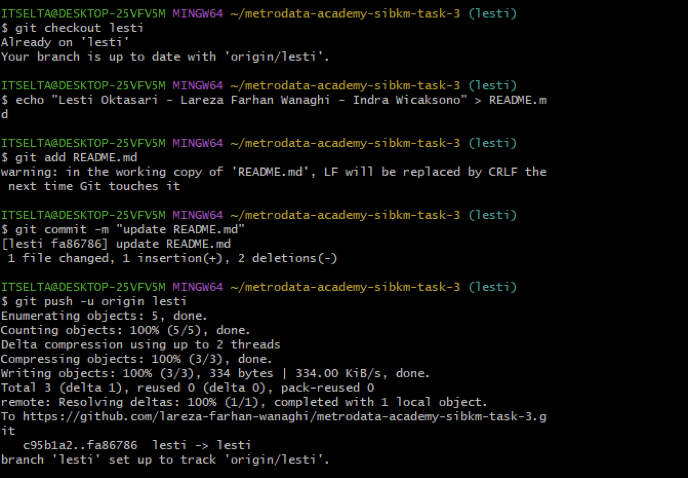 ITSELTA@DESKTOP-25VFV5M MINGW64 ~/metrodata-academy-sibkm-task-3 (lesti)
$ git checkout lesti
Already on 'lesti'
Your branch is up to date with 'origin/lesti'.
ITSELTA@DESKTOP-25VFV5M MINGW64 ~/metrodata-academy-sibkm-task-3 (lesti)
$ echo "Lesti Oktasari - Lareza Farhan Wanaghi - Indra Wicaksono" > README.m
d
ITSELTA@DESKTOP-25VFV5M MINGW64 ~/metrodata-academy-sibkm-task-3 (lesti)
$ git add README.md
warning: in the working copy of 'README.md', LF will be replaced by CRLF the
 next time Git touches it
ITSELTA@DESKTOP-25VFV5M MINGW64 ~/metrodata-academy-sibkm-task-3 (lesti)
$ git commit -m "update README.md"
[lesti fa86786] update README.md
 1 file changed, 1 insertion(+), 2 deletions(-)
ITSELTA@DESKTOP-25VFV5M MINGW64 ~/metrodata-academy-sibkm-task-3 (lesti)
$ git push -u origin lesti
Enumerating objects: 5, done.
Counting objects: 100% (5/5), done.
Delta compression using up to 2 threads
Compressing objects: 100% (3/3), done.
Writing objects: 100% (3/3), 334 bytes | 334.00 KiB/s, done.
Total 3 (delta 1), reused 0 (delta 0), pack-reused 0
remote: Resolving deltas: 100% (1/1), completed with 1 local object.
To https://github.com/lareza-farhan-wanaghi/metrodata-academy-sibkm-task-3.g
it
   c95b1a2..fa86786  lesti -> lesti
branch 'lesti' set up to track 'origin/lesti'.